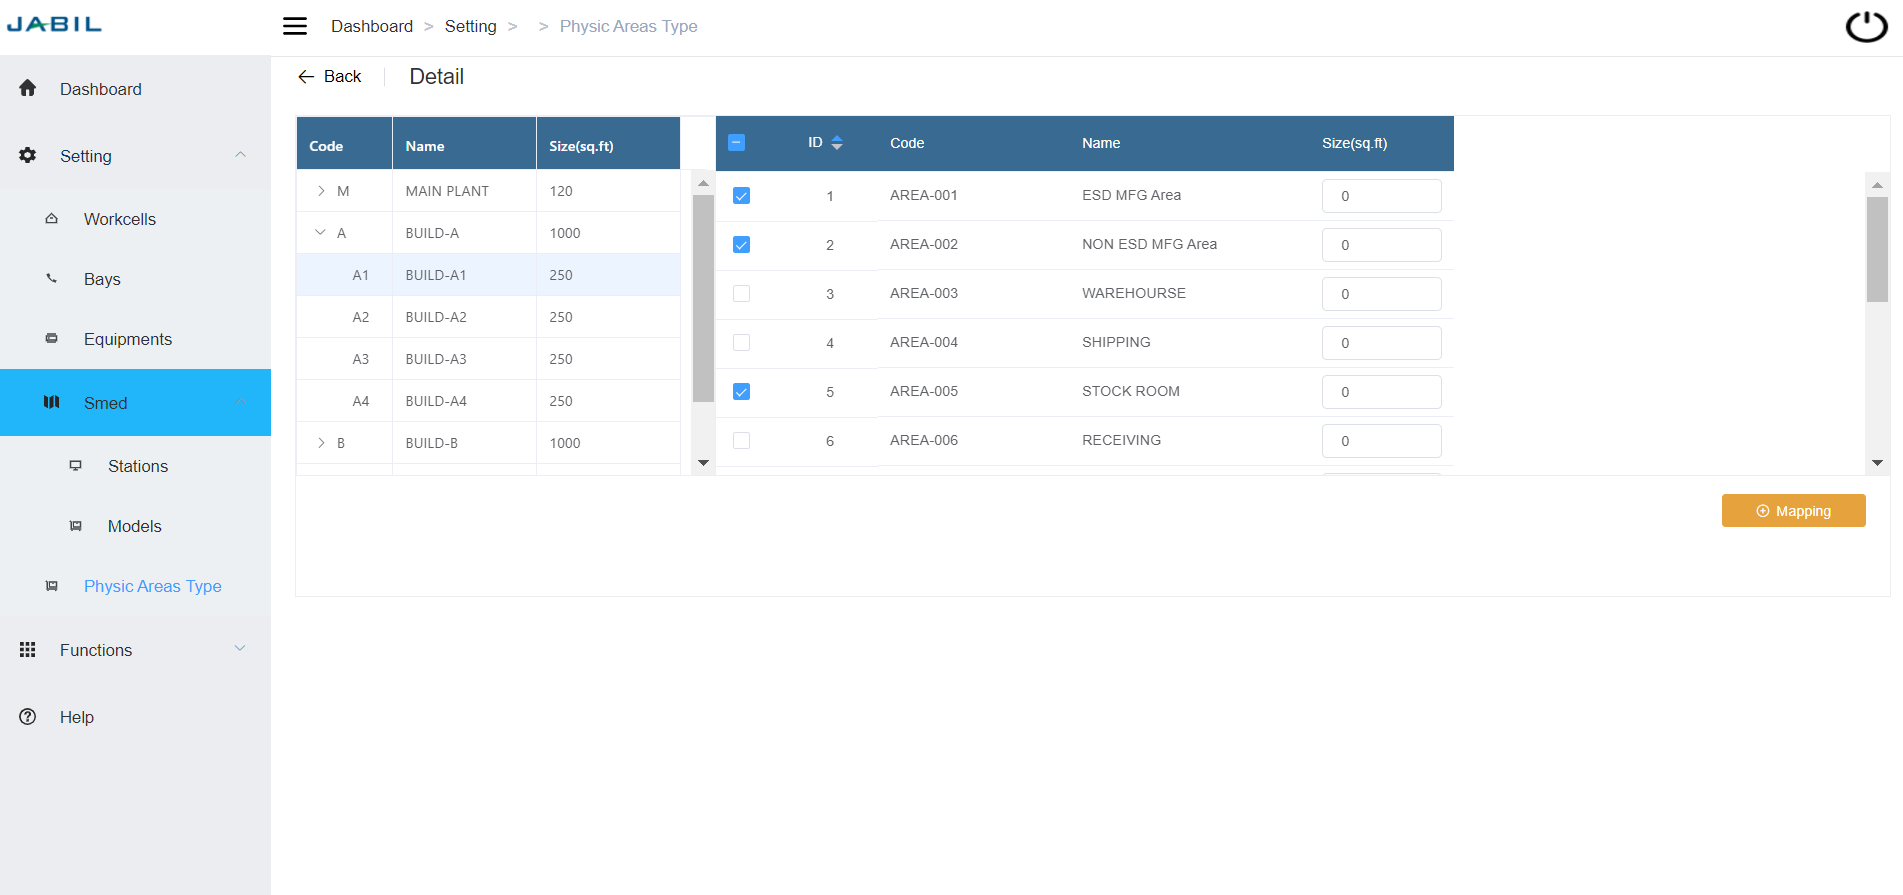 JABIL
Dashboard > Setting > > Physic Areas Type
Back
Detail
Dashboard
Setting
Workcells
Bays
Equipments
Smed
Stations
Models
Physic Areas Type
Functions
Help
Code Name Size(sq.ft)
M MAIN PLANT 120
A BUILD-A 1000
A1 BUILD-A1 250
A2 BUILD-A2 250
A3 BUILD-A3 250
A4 BUILD-A4 250
B BUILD-B 1000
ID Code Name Size(sq.ft)
1 AREA-001 ESD MFG Area 0
2 AREA-002 NON ESD MFG Area 0
3 AREA-003 WAREHOURSE 0
4 AREA-004 SHIPPING 0
5 AREA-005 STOCK ROOM 0
6 AREA-006 RECEIVING 0
Mapping